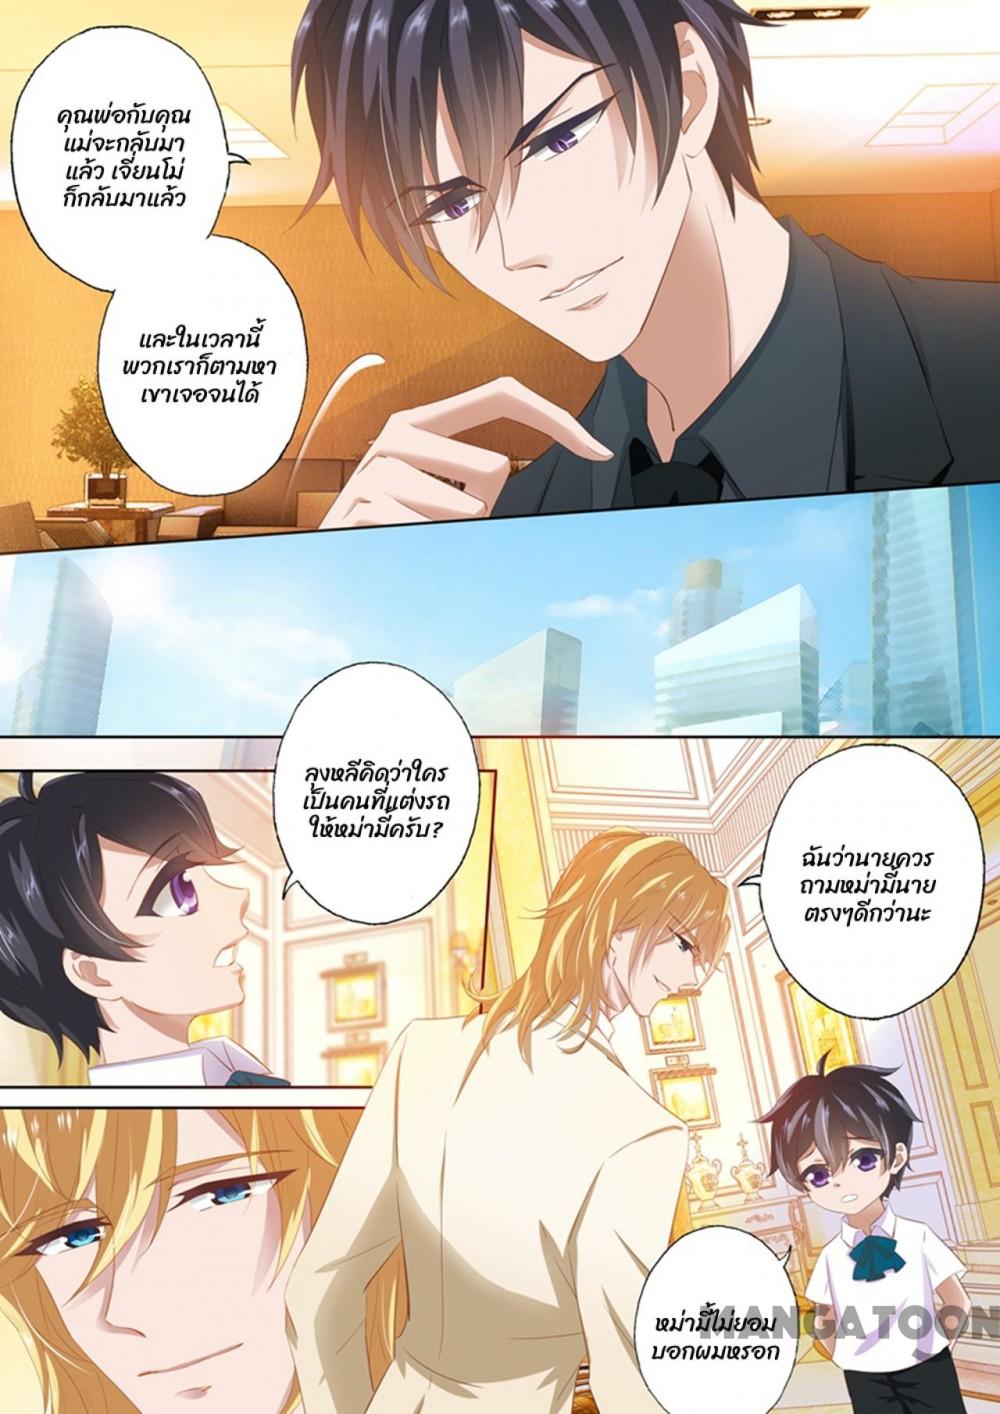 คุณพ่อกับคุณ
แม่จะกลับมา
แล้ว เจี่ยนโม่
ก็กลับมาแล้ว
และในเวลานี้
พวกเราก็ตามหา
เขาเจอจนได้
ลุงหลีคิดว่าใคร
เป็นคนที่แต่งรถ
ให้หม่ามี้ครับ?
ฉันว่านายควร
ถามหม่ามี้นาย
ตรงๆดีกว่านะ
หม่ามี้ไม่ยอม
บอกผมหรอก
MANGATOON